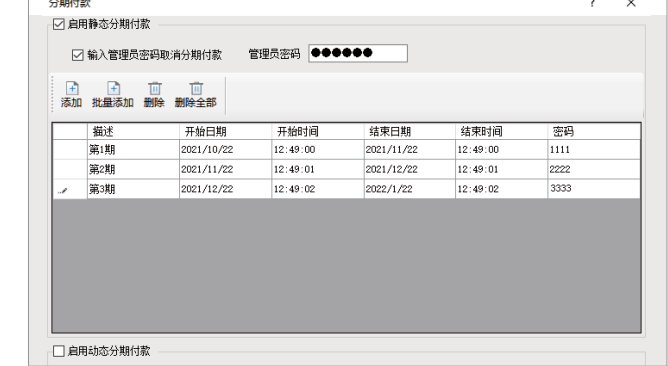 分期付款 ? ×
启用静态分期付款
输入管理员密码取消分期付款 管理员密码 ●●●●●●
添加 批量添加 删除 删除全部
描述 开始日期 开始时间 结束日期 结束时间 密码
第1期 2021/10/22 12:49:00 2021/11/22 12:49:00 1111
第2期 2021/11/22 12:49:01 2021/12/22 12:49:01 2222
第3期 2021/12/22 12:49:02 2022/1/22 12:49:02 3333
启用动态分期付款